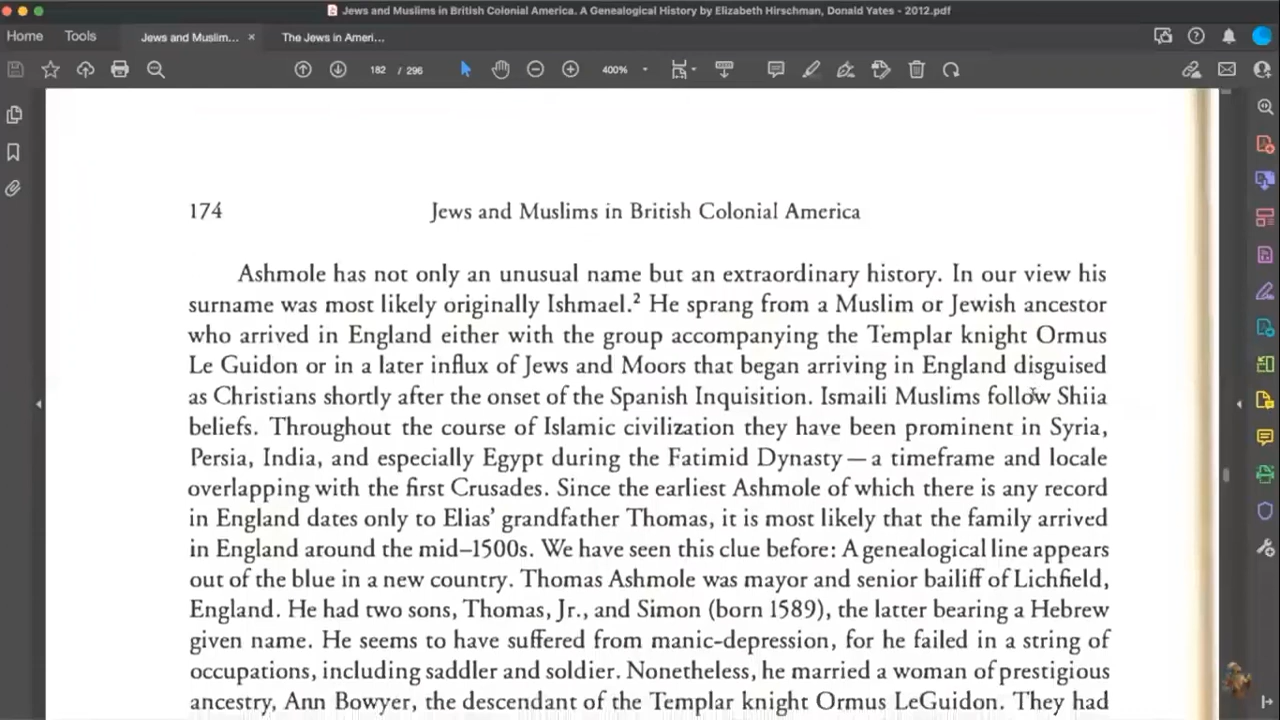 Jews and Muslims in British Colonial America. A Genealogical History by Elizabeth Hirschman, Donald Yates - 2012.pdf
Home Tools Jews and Muslim... × The Jews in Ameri...
182 / 296 400%
174 Jews and Muslims in British Colonial America
Ashmole has not only an unusual name but an extraordinary history. In our view his
surname was most likely originally Ishmael.² He sprang from a Muslim or Jewish ancestor
who arrived in England either with the group accompanying the Templar knight Ormus
Le Guidon or in a later influx of Jews and Moors that began arriving in England disguised
as Christians shortly after the onset of the Spanish Inquisition. Ismaili Muslims follow Shiia
beliefs. Throughout the course of Islamic civilization they have been prominent in Syria,
Persia, India, and especially Egypt during the Fatimid Dynasty — a timeframe and locale
overlapping with the first Crusades. Since the earliest Ashmole of which there is any record
in England dates only to Elias' grandfather Thomas, it is most likely that the family arrived
in England around the mid–1500s. We have seen this clue before: A genealogical line appears
out of the blue in a new country. Thomas Ashmole was mayor and senior bailiff of Lichfield,
England. He had two sons, Thomas, Jr., and Simon (born 1589), the latter bearing a Hebrew
given name. He seems to have suffered from manic-depression, for he failed in a string of
occupations, including saddler and soldier. Nonetheless, he married a woman of prestigious
ancestry, Ann Bowyer, the descendant of the Templar knight Ormus LeGuidon. They had